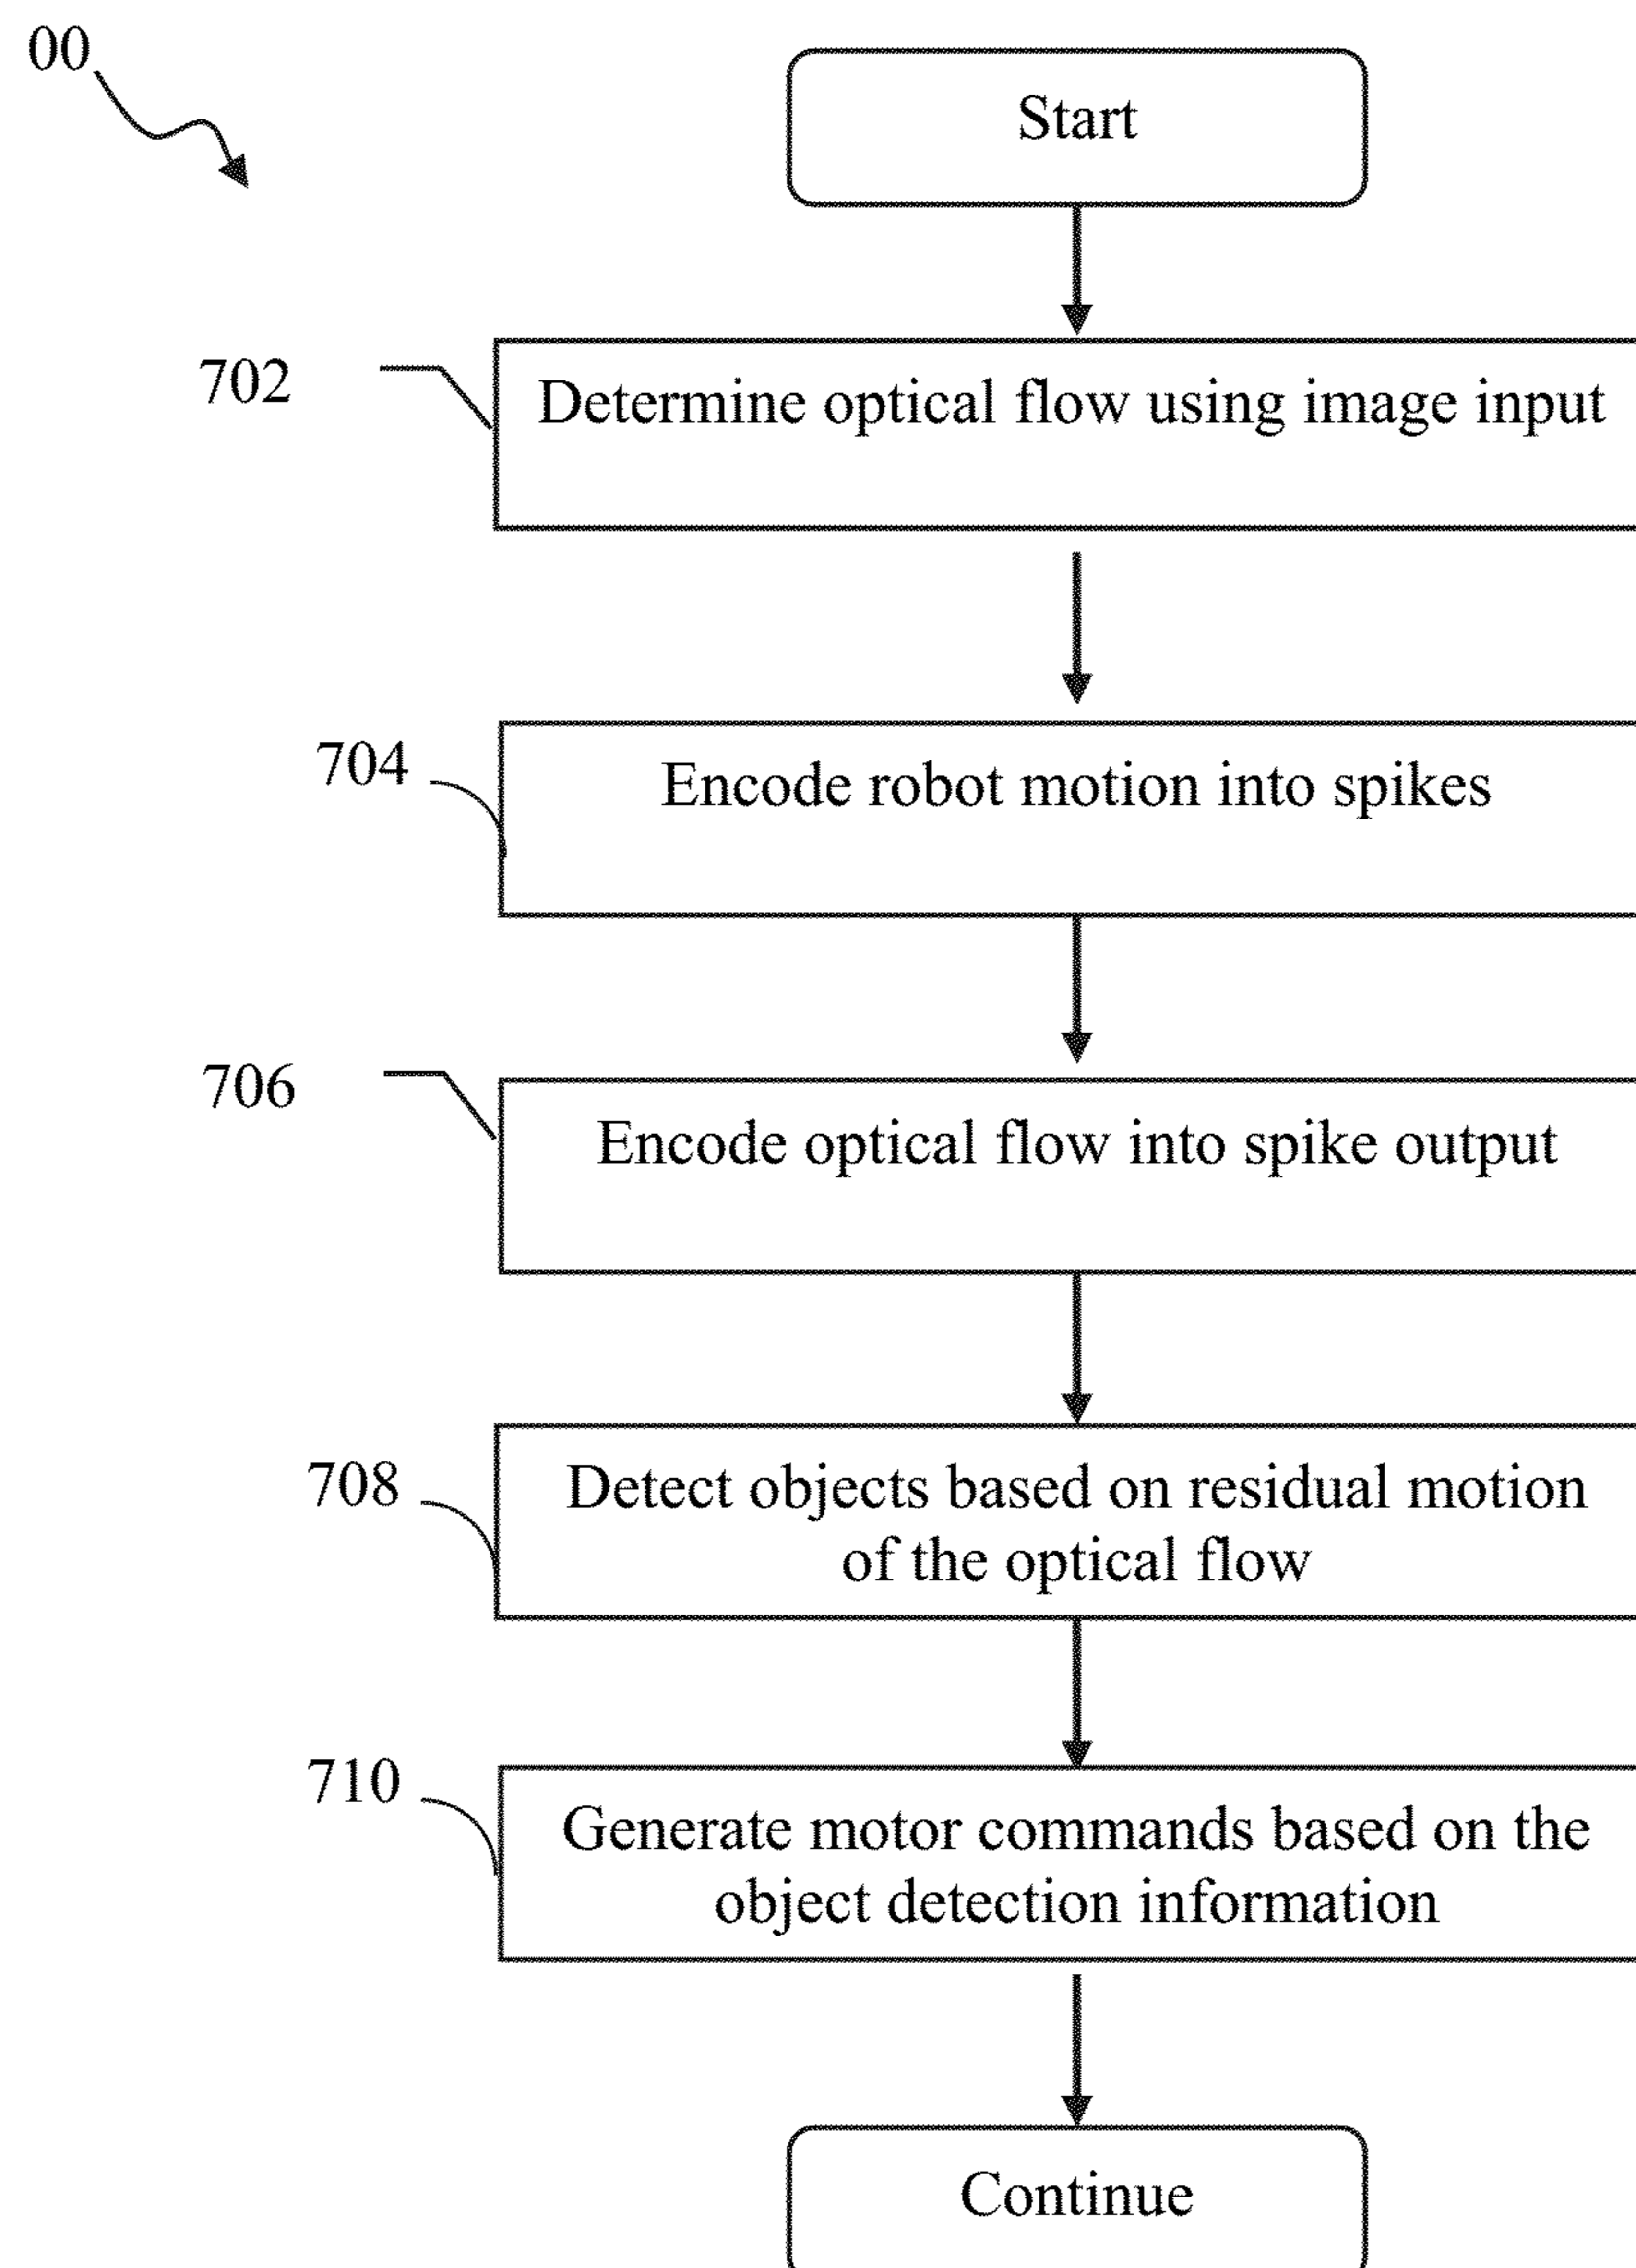 00
Start
702
Determine optical flow using image input
704
Encode robot motion into spikes
706
Encode optical flow into spike output
708
Detect objects based on residual motion
of the optical flow
710
Generate motor commands based on the
object detection information
Continue